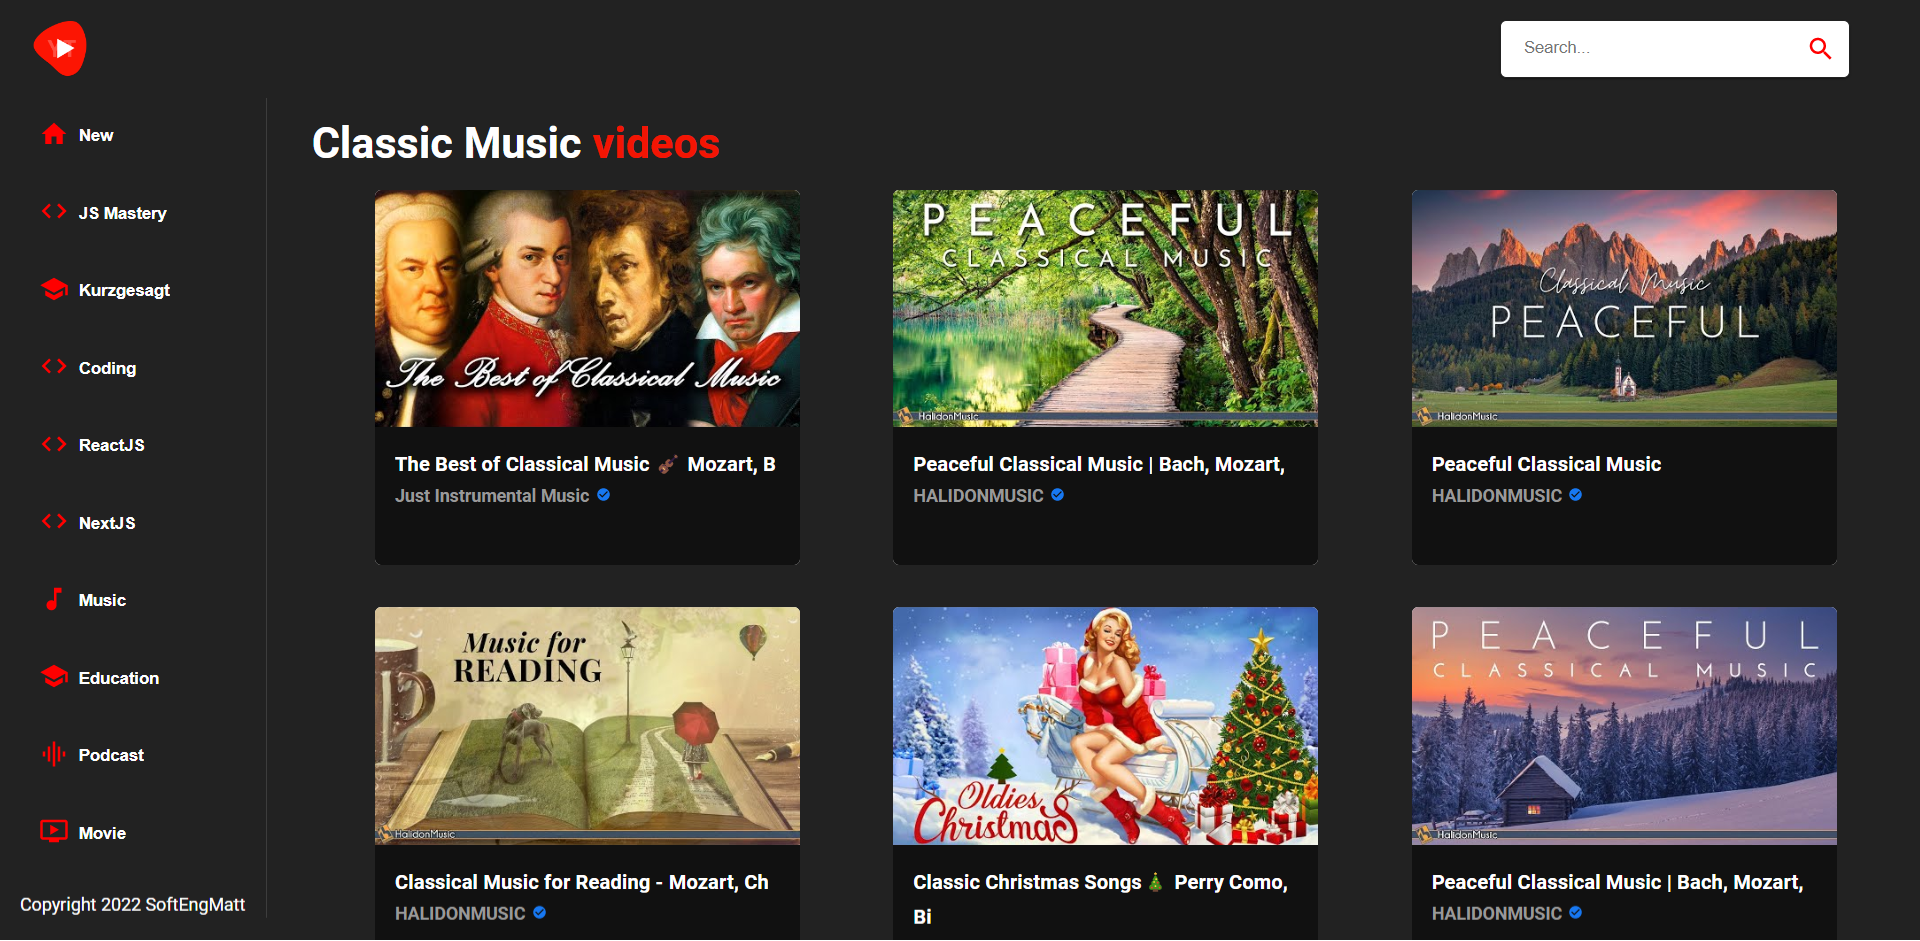 YT
Search...
New
JS Mastery
Kurzgesagt
Coding
ReactJS
NextJS
Music
Education
Podcast
Movie
Copyright 2022 SoftEngMatt
Classic Music videos
The Best of Classical Music
The Best of Classical Music 🎻 Mozart, B
Just Instrumental Music
PEACEFUL
CLASSICAL MUSIC
HalidonMusic
Peaceful Classical Music | Bach, Mozart,
HALIDONMUSIC
Classical Music
PEACEFUL
HalidonMusic
Peaceful Classical Music
HALIDONMUSIC
Music for
READING
HalidonMusic
Classical Music for Reading - Mozart, Ch
HALIDONMUSIC
Oldies
Christmas
Classic Christmas Songs🎄 Perry Como,
Bi
PEACEFUL
CLASSICAL MUSIC
HalidonMusic
Peaceful Classical Music | Bach, Mozart,
HALIDONMUSIC